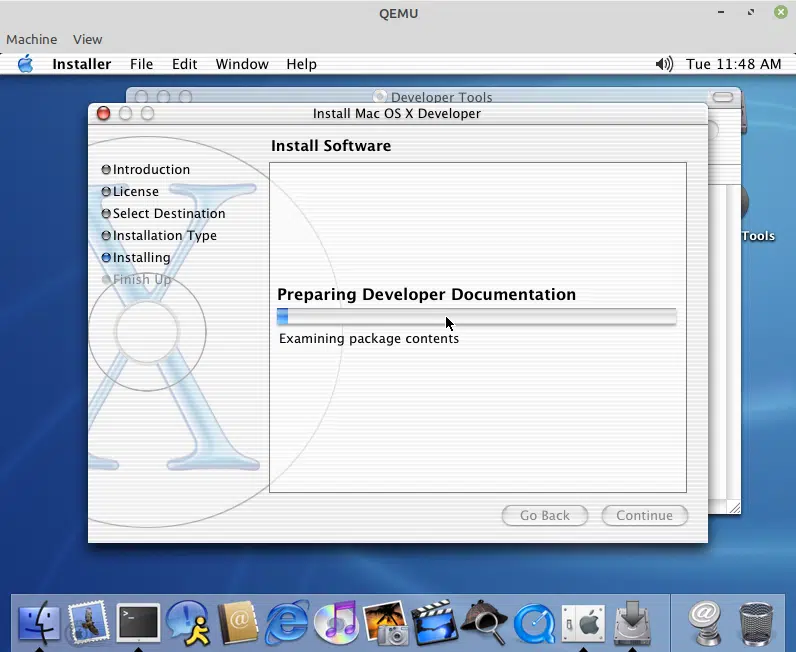 QEMU
Machine View
Installer File Edit Window Help Tue 11:48 AM
Developer Tools
Install Mac OS X Developer
Install Software
Introduction
License
Select Destination
Installation Type
Installing
Finish Up
Tools
Preparing Developer Documentation
Examining package contents
Go Back Continue